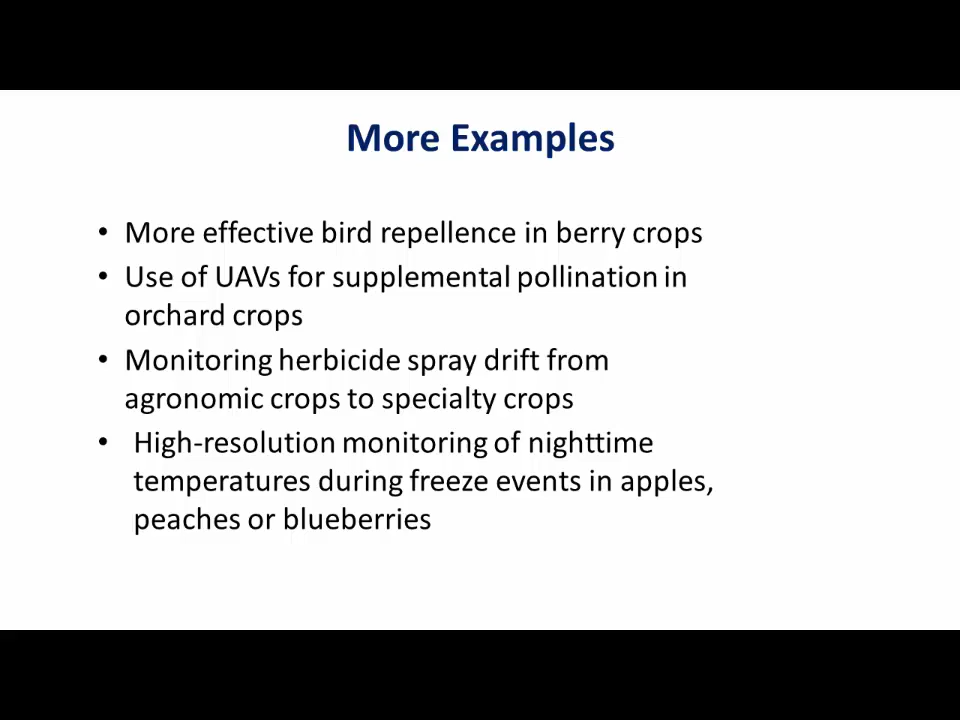 More Examples
• More effective bird repellence in berry crops
• Use of UAVs for supplemental pollination in
orchard crops
• Monitoring herbicide spray drift from
agronomic crops to specialty crops
• High-resolution monitoring of nighttime
temperatures during freeze events in apples,
peaches or blueberries